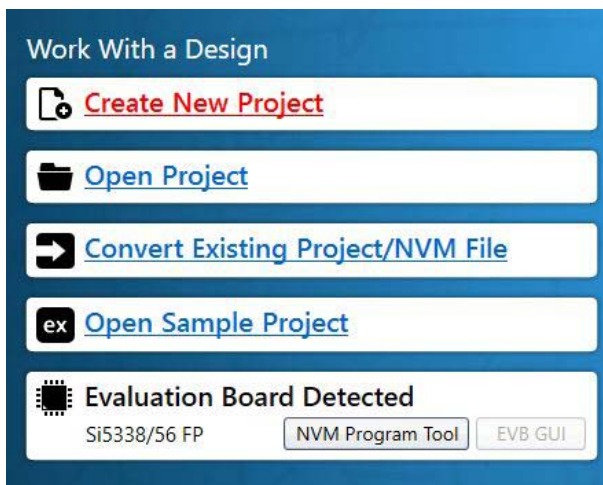 Work With a Design
Create New Project
Open Project
Convert Existing Project/NVM File
ex Open Sample Project
Evaluation Board Detected
Si5338/56 FP NVM Program Tool EVB GUI